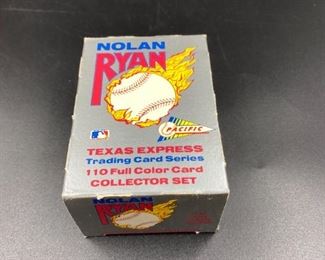 NOLAN
RYAN
PACIFIC
TEXAS EXPRESS
Trading Card Series
110 Full Color Card
COLLECTOR SET
NOLAN
RYAN